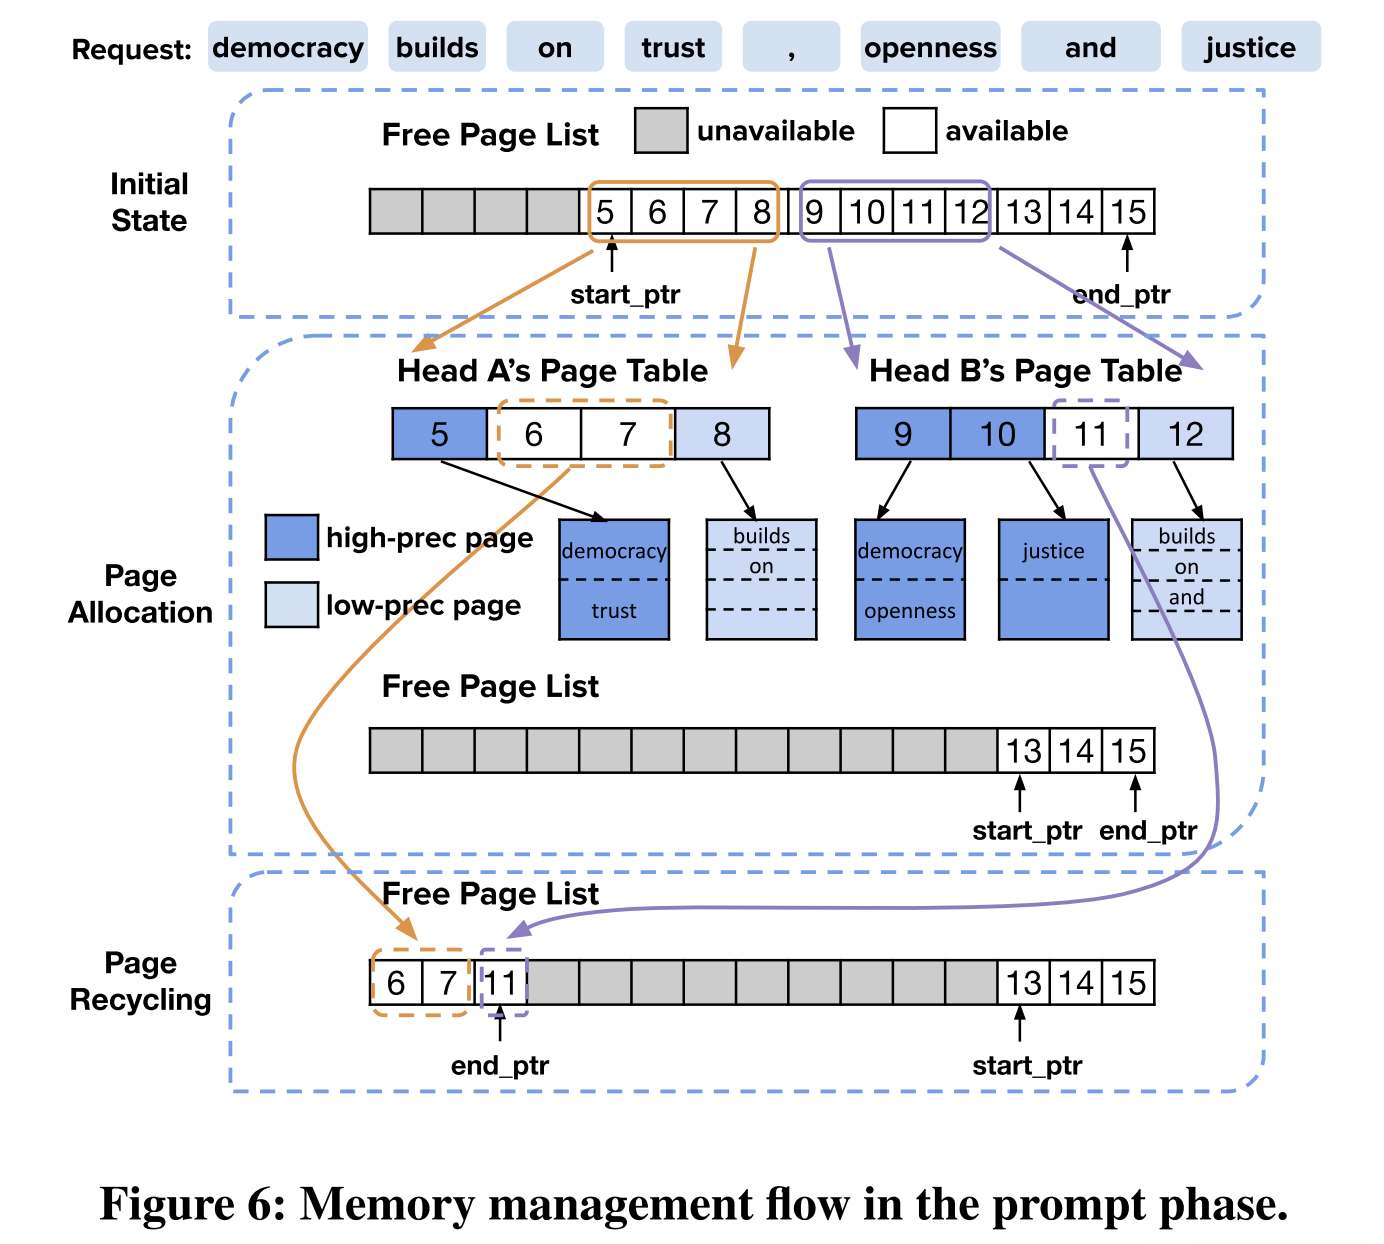 Request: democracy builds on trust , openness and justice
Free Page List unavailable available
Initial State
5 6 7 8 9 10 11 12 13 14 15
start_ptr end_ptr
Head A's Page Table Head B's Page Table
5 6 7 8 9 10 11 12
high-prec page
low-prec page
Page Allocation
democracy trust
builds on
democracy openness
justice
builds on and
Free Page List
13 14 15
start_ptr end_ptr
Free Page List
Page Recycling
6 7 11 13 14 15
end_ptr start_ptr
Figure 6: Memory management flow in the prompt phase.